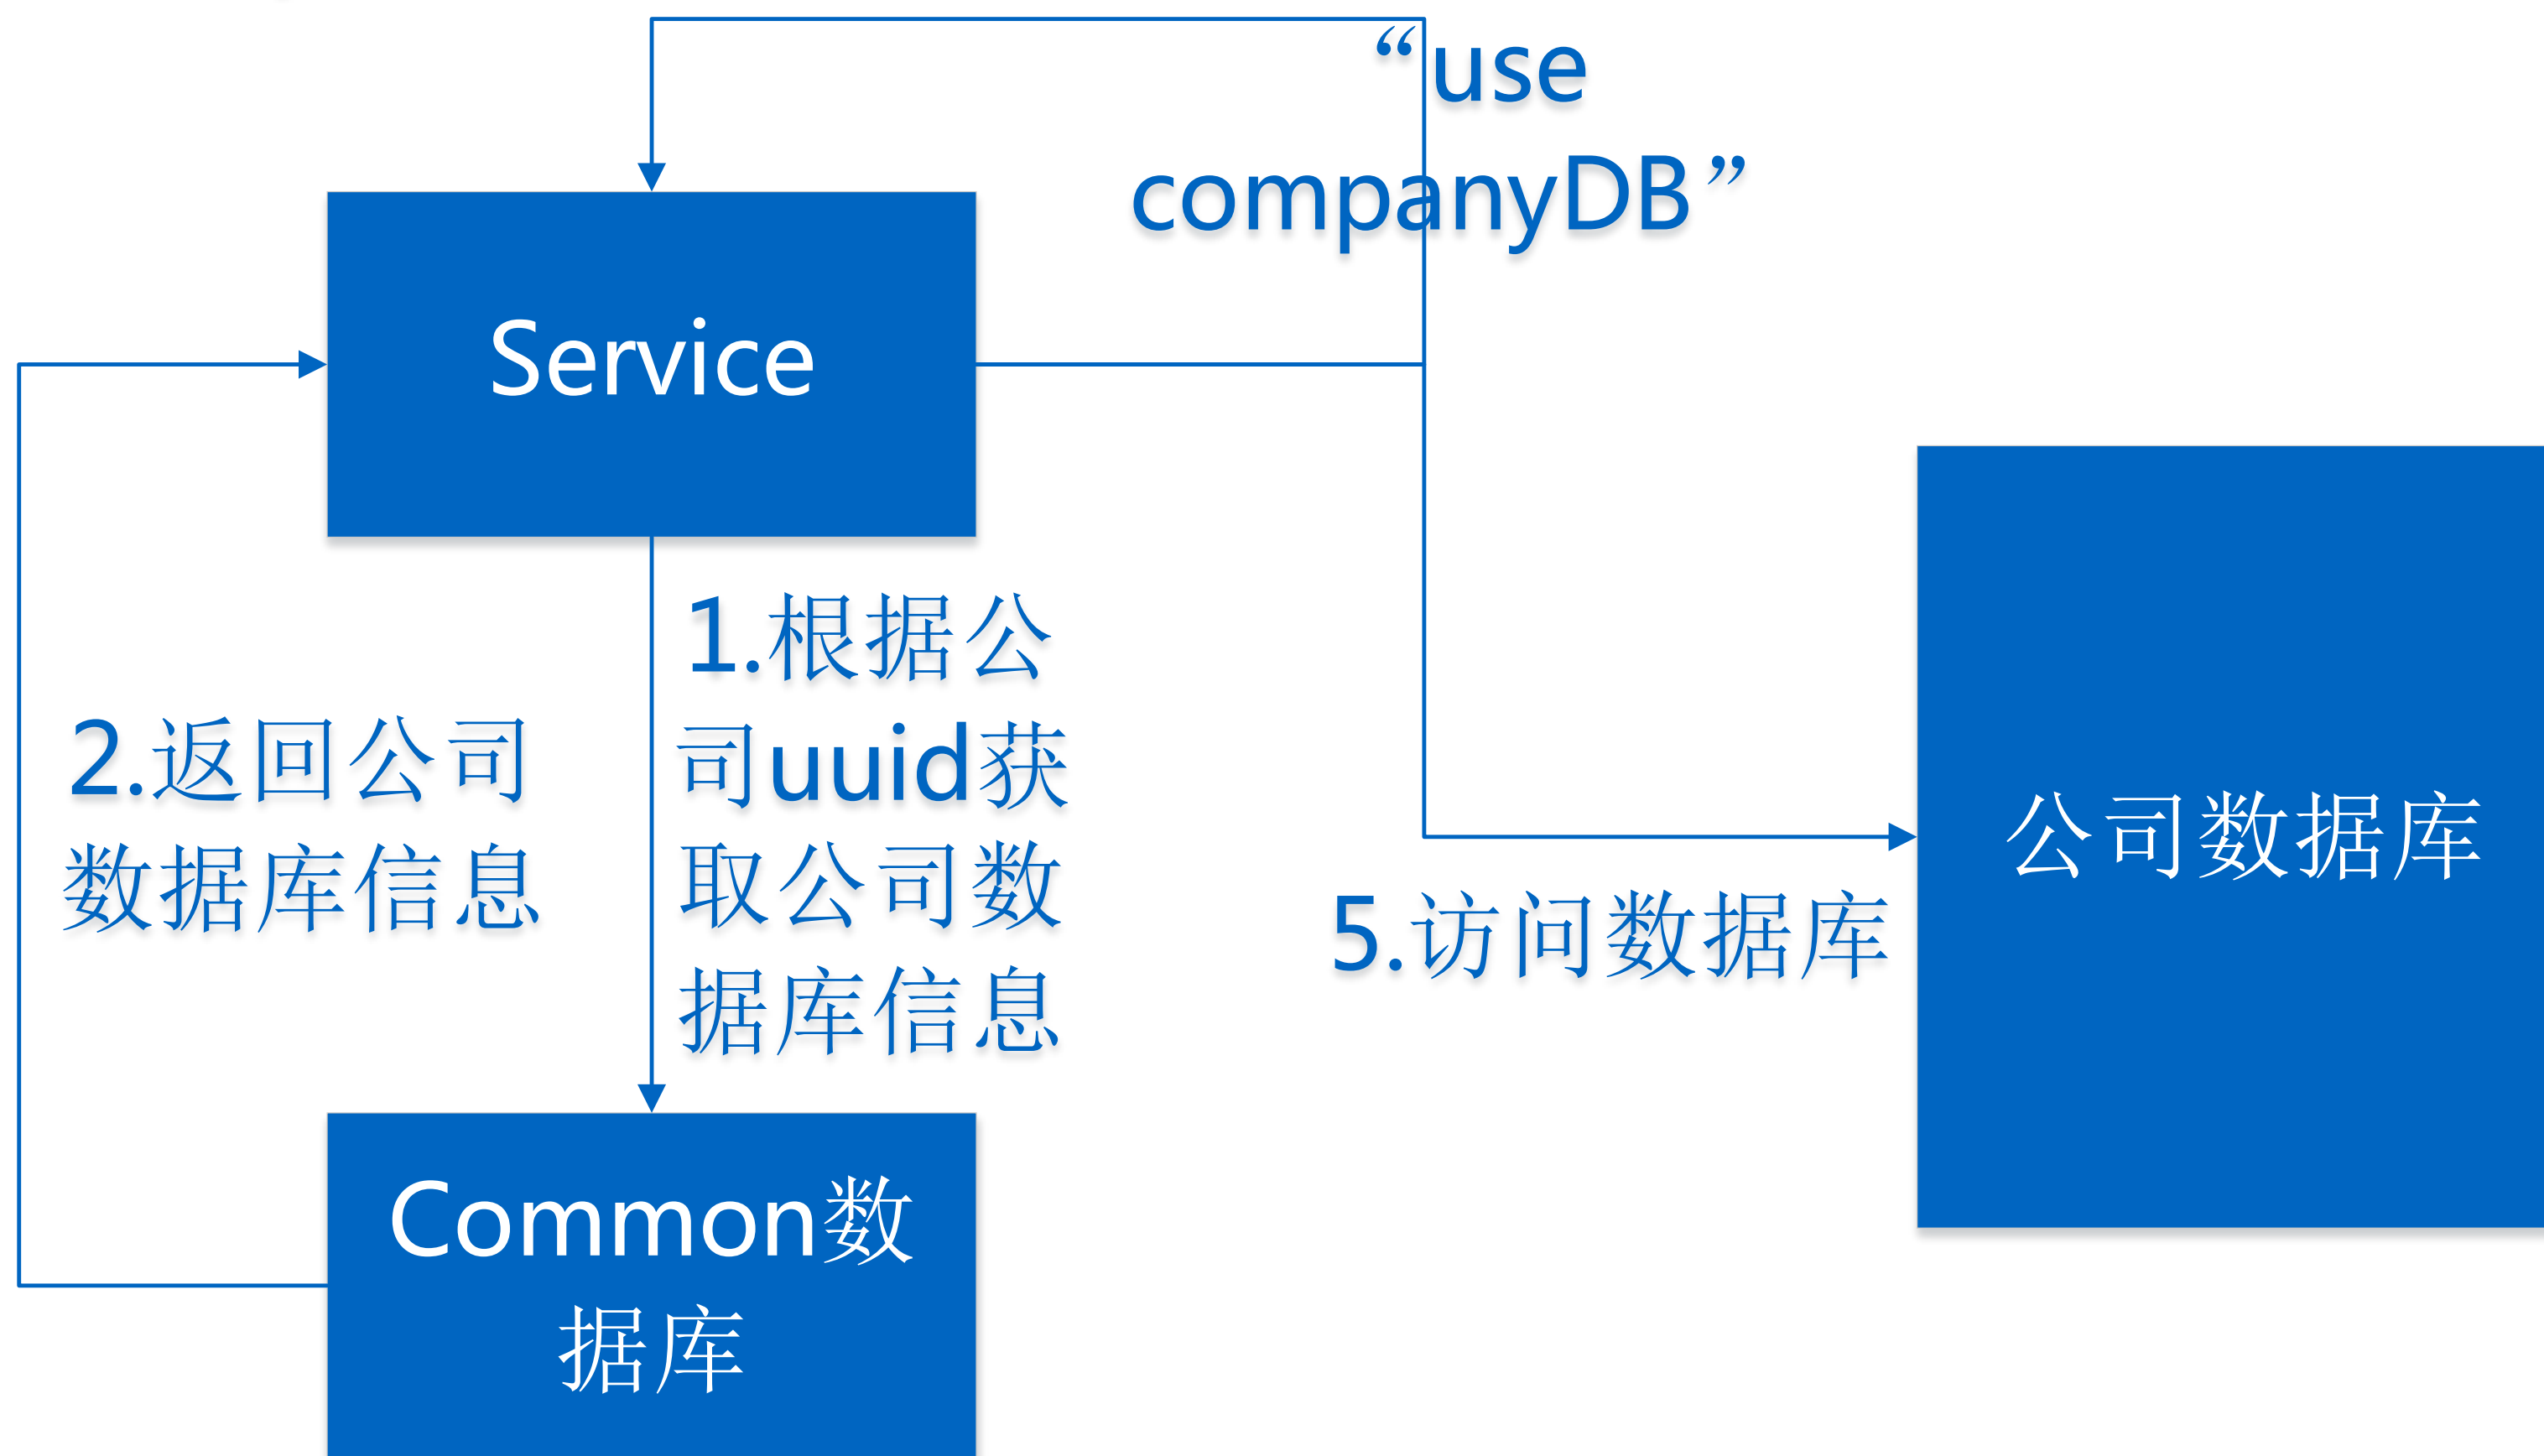 “use
companyDB”
Service
1.根据公
司uuid获
取公司数
据库信息
2.返回公司
数据库信息
公司数据库
5.访问数据库
Common数
据库